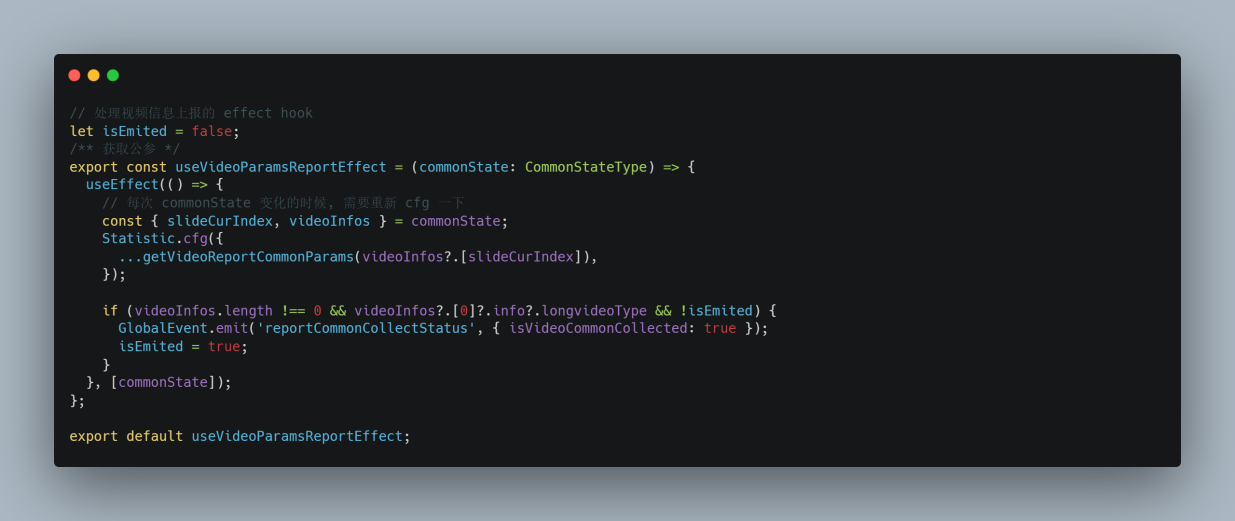 // 处理视频信息上报的 effect hook
let isEmited = false;
/** 获取公参 */
export const useVideoParamsReportEffect = (commonState: CommonStateType) => {
  useEffect(() => {
    // 每次 commonState 变化的时候, 需要重新 cfg 一下
    const { slideCurIndex, videoInfos } = commonState;
    Statistic.cfg({
      ...getVideoReportCommonParams(videoInfos?.[slideCurIndex]),
    });

    if (videoInfos.length !== 0 && videoInfos?.[0]?.info?.longvideoType && !isEmited) {
      GlobalEvent.emit('reportCommonCollectStatus', { isVideoCommonCollected: true });
      isEmited = true;
    }
  }, [commonState]);
};

export default useVideoParamsReportEffect;